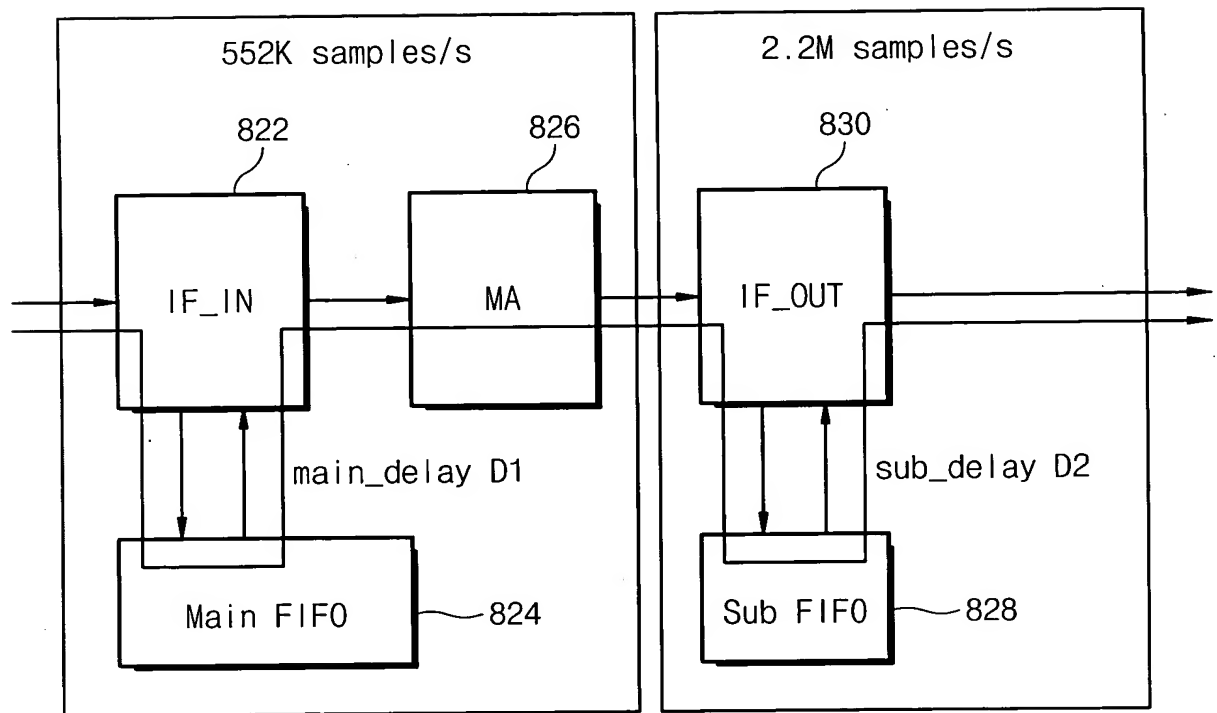 552K samples/s
2.2M samples/s
822
826
830
IF_IN
MA
IF_OUT
main_delay D1
sub_delay D2
Main FIFO
824
Sub FIFO
828